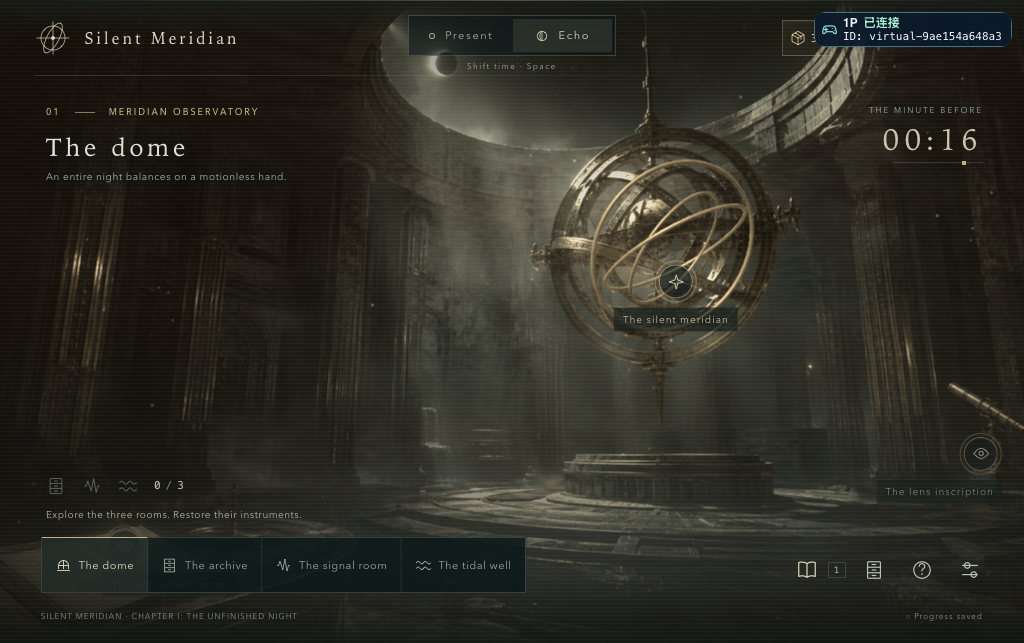 Silent Meridian
Present
Echo
Shift time · Space
1P 已连接
ID: virtual-9ae154a648a3
01 MERIDIAN OBSERVATORY
The dome
An entire night balances on a motionless hand.
THE MINUTE BEFORE
00:16
The silent meridian
The lens inscription
0 / 3
Explore the three rooms. Restore their instruments.
The dome
The archive
The signal room
The tidal well
1
SILENT MERIDIAN · CHAPTER I: THE UNFINISHED NIGHT
Progress saved